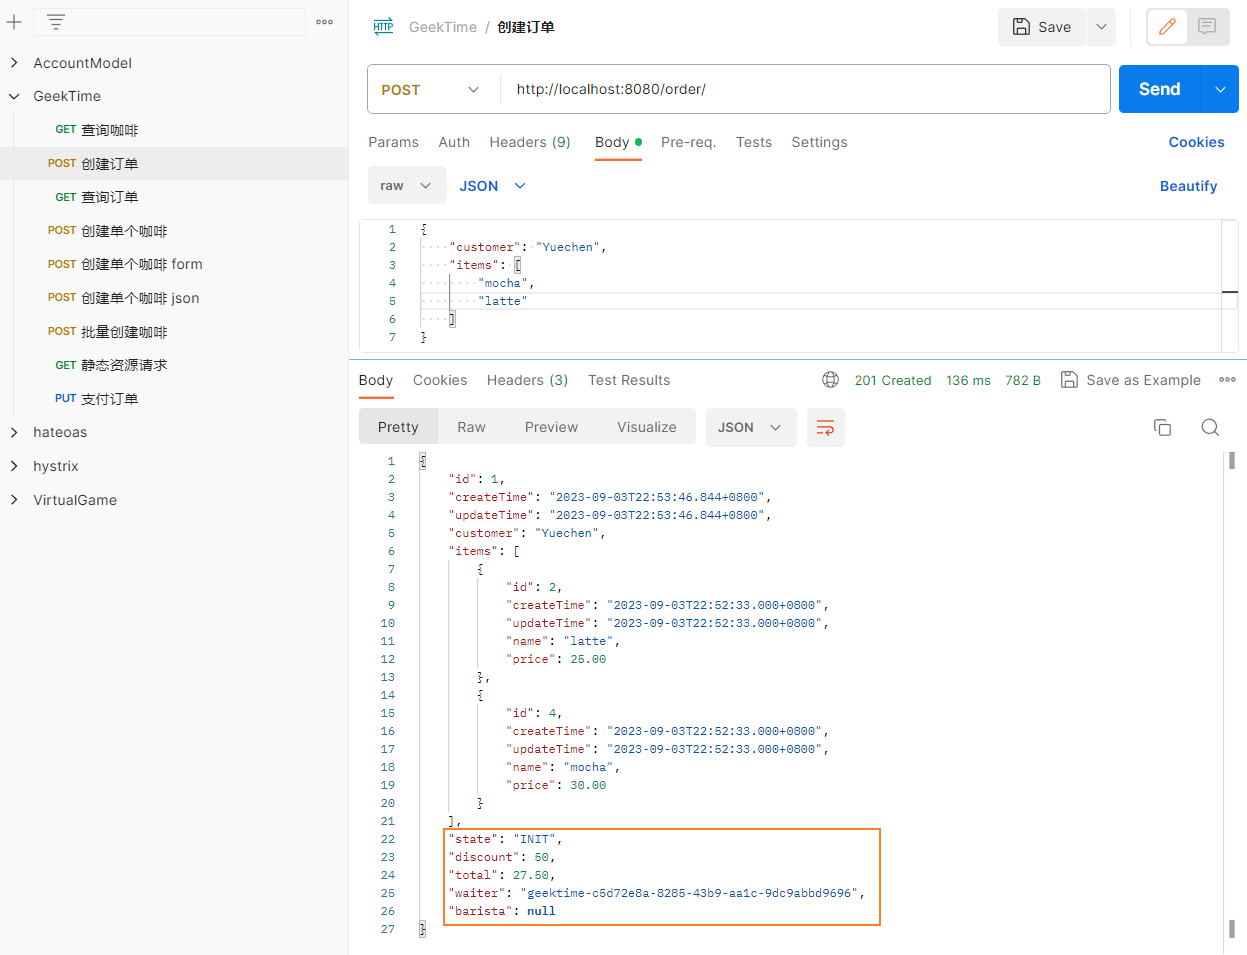 AccountModel
GeekTime
GET 查询咖啡
POST 创建订单
GET 查询订单
POST 创建单个咖啡
POST 创建单个咖啡 form
POST 创建单个咖啡 json
POST 批量创建咖啡
GET 静态资源请求
PUT 支付订单
hateoas
hystrix
VirtualGame
HTTP GeekTime / 创建订单
Save
POST http://localhost:8080/order/
Send
Params Auth Headers (9) Body Pre-req. Tests Settings Cookies
raw JSON Beautify
1 {
2 "customer": "Yuechen",
3 "items": [
4 "mocha",
5 "latte"
6 ]
7 }
Body Cookies Headers (3) Test Results 201 Created 136 ms 782 B Save as Example
Pretty Raw Preview Visualize JSON
1 {
2 "id": 1,
3 "createTime": "2023-09-03T22:53:46.844+0800",
4 "updateTime": "2023-09-03T22:53:46.844+0800",
5 "customer": "Yuechen",
6 "items": [
7 {
8 "id": 2,
9 "createTime": "2023-09-03T22:52:33.000+0800",
10 "updateTime": "2023-09-03T22:52:33.000+0800",
11 "name": "latte",
12 "price": 25.00
13 },
14 {
15 "id": 4,
16 "createTime": "2023-09-03T22:52:33.000+0800",
17 "updateTime": "2023-09-03T22:52:33.000+0800",
18 "name": "mocha",
19 "price": 30.00
20 }
21 ],
22 "state": "INIT",
23 "discount": 50,
24 "total": 27.50,
25 "waiter": "geektime-c5d72e8a-8285-43b9-aa1c-9dc9abbd9696",
26 "barista": null
27 }